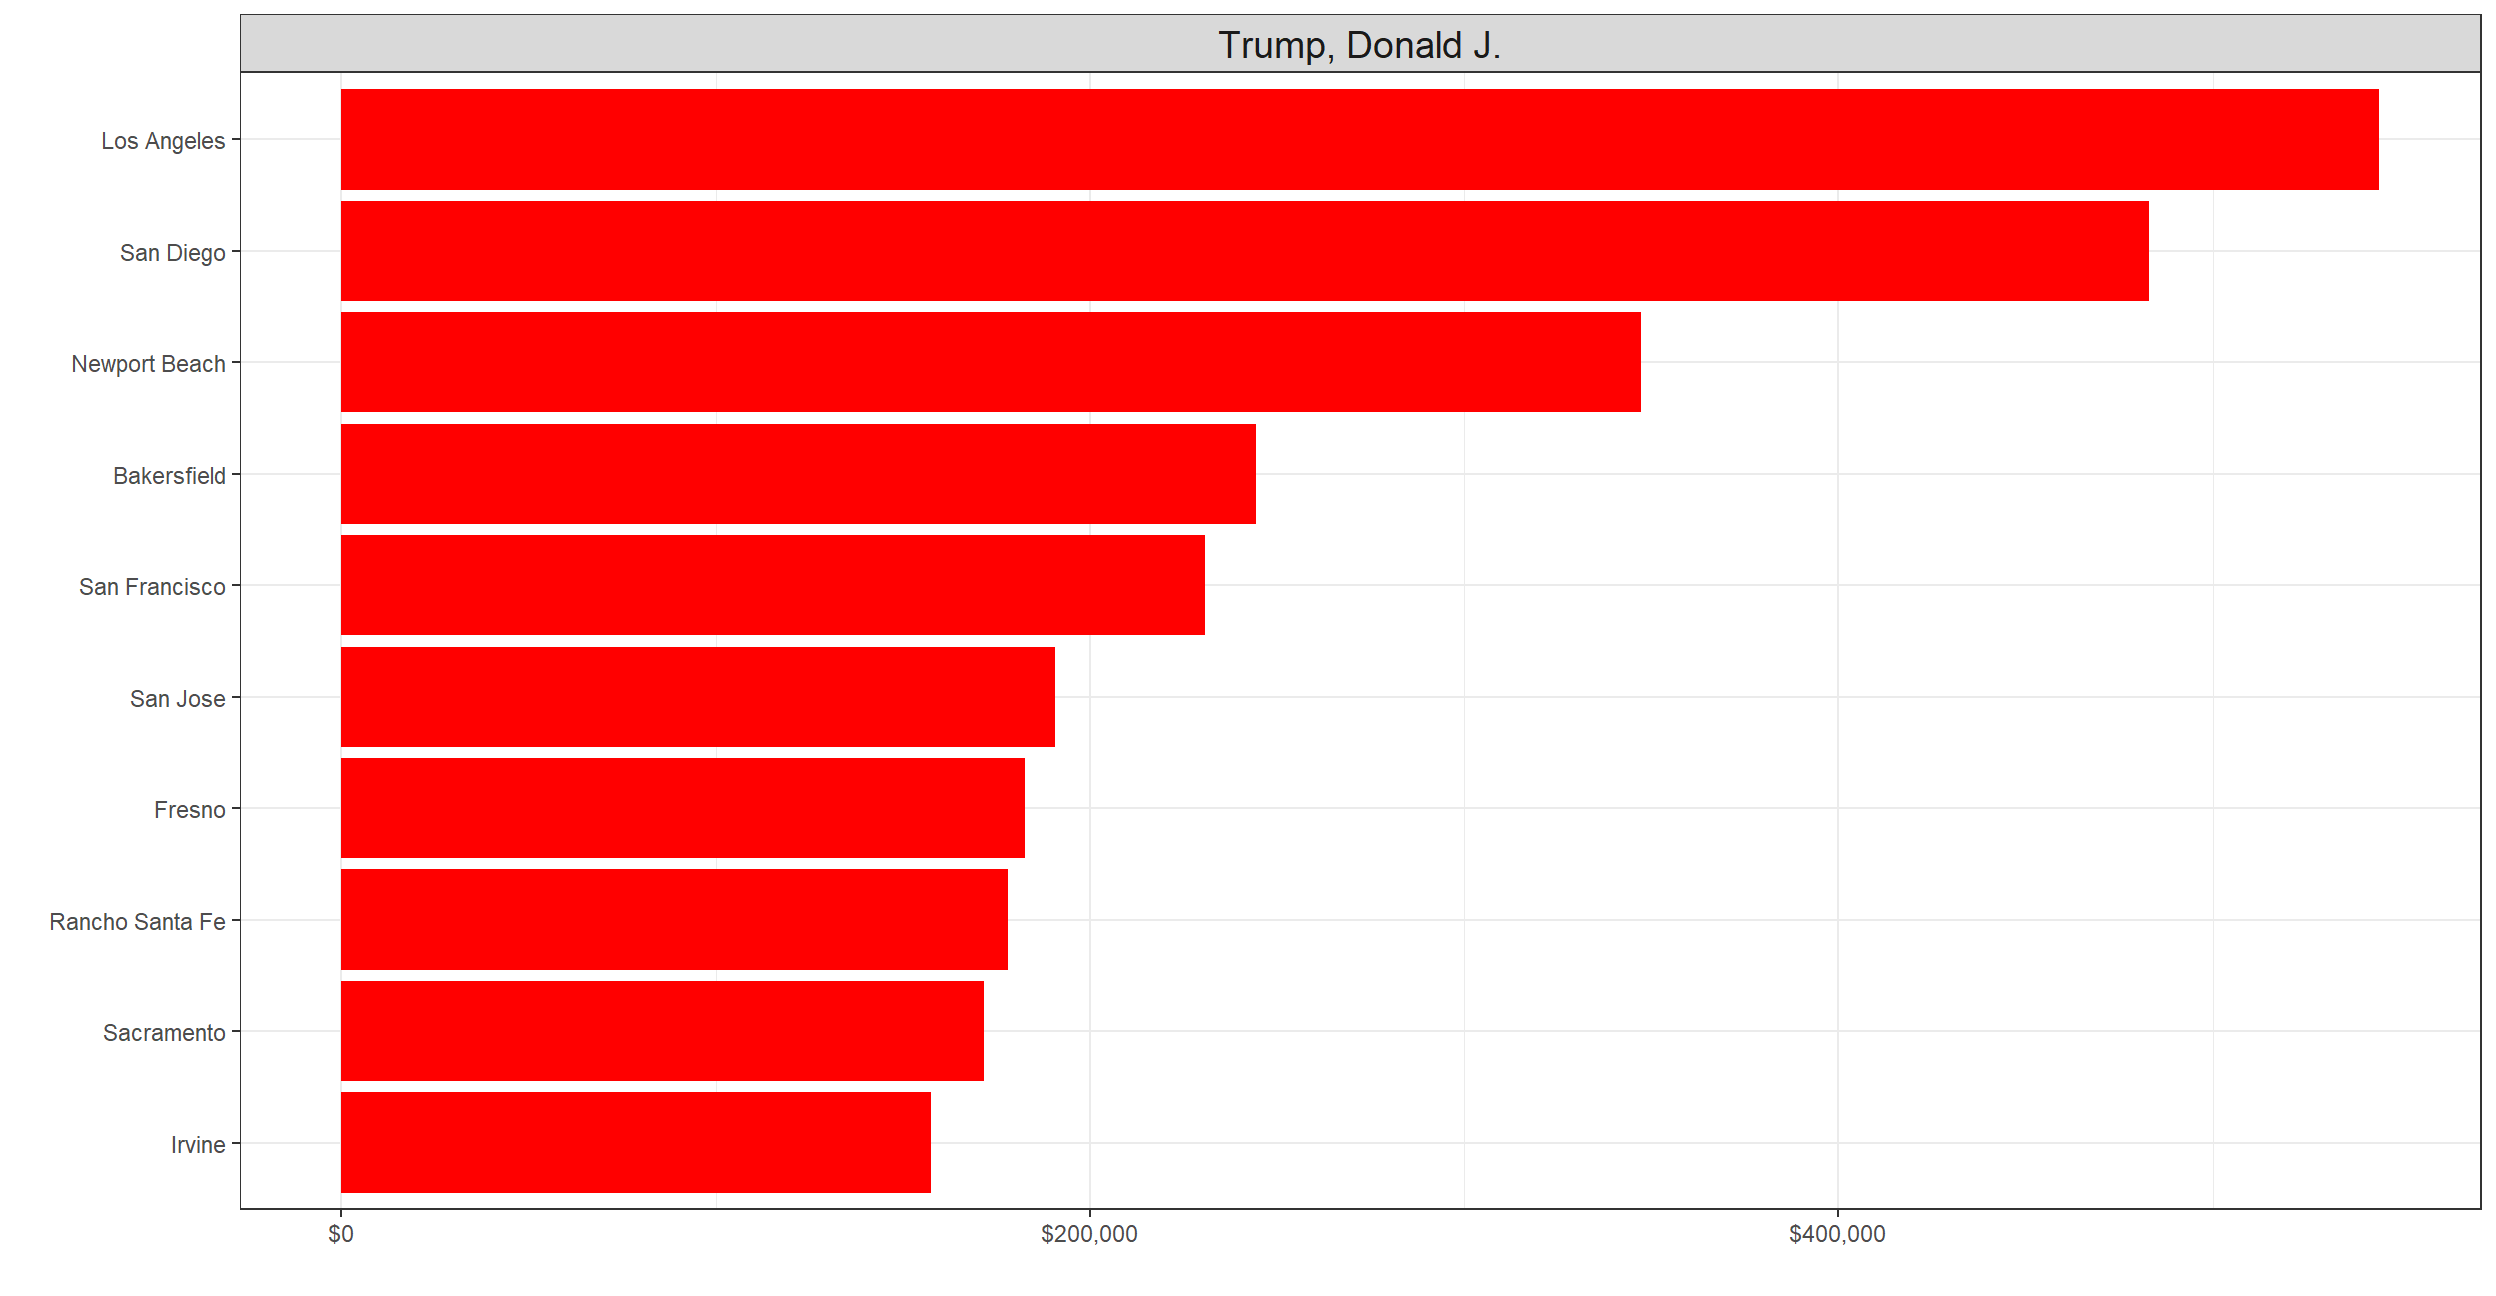 Trump, Donald J.
Los Angeles
San Diego
Newport Beach
Bakersfield
San Francisco
San Jose
Fresno
Rancho Santa Fe
Sacramento
Irvine
$0 $200,000 $400,000